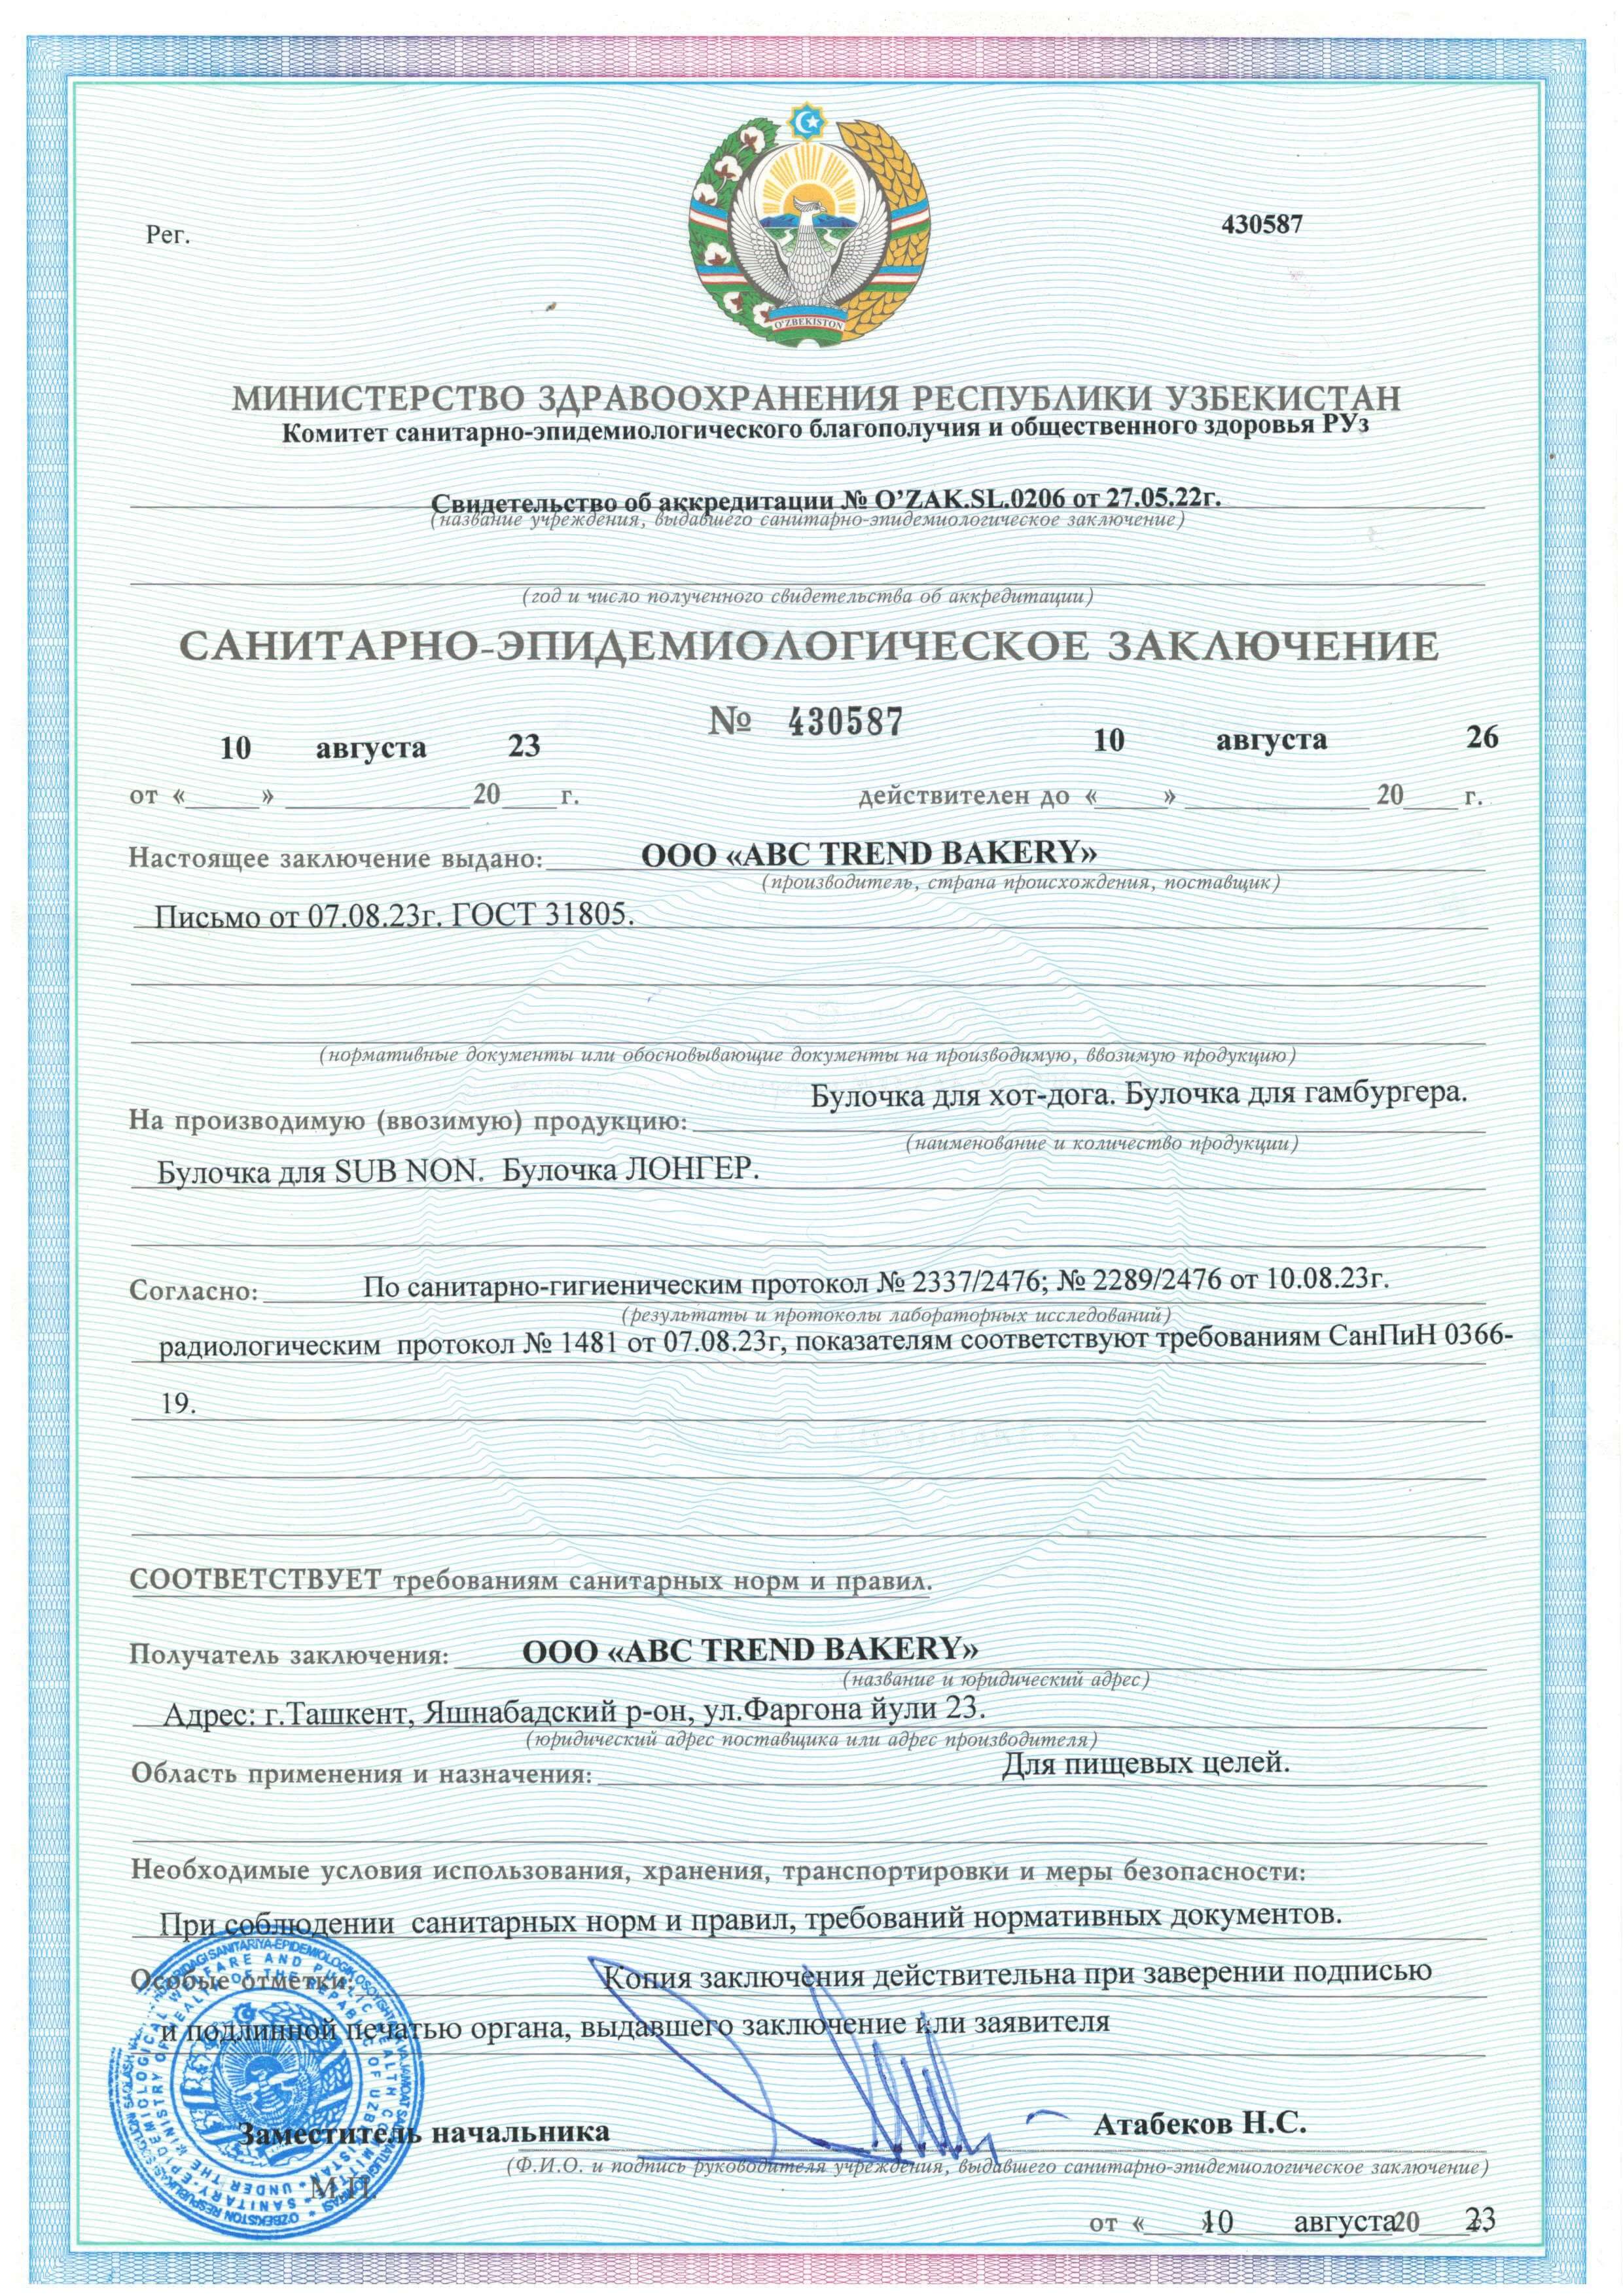 O'ZBEKISTON
Рег.
430587
МИНИСТЕРСТВО ЗДРАВООХРАНЕНИЯ РЕСПУБЛИКИ УЗБЕКИСТАН
Комитет санитарно-эпидемиологического благополучия и общественного здоровья РУз
Свидетельство об аккредитации № O’ZAK.SL.0206 от 27.05.22г.
(название учреждения, выдавшего санитарно-эпидемиологическое заключение)
(год и число полученного свидетельства об аккредитации)
САНИТАРНО-ЭПИДЕМИОЛОГИЧЕСКОЕ ЗАКЛЮЧЕНИЕ
№ 430587
10 августа 23 10 августа 26
от «_____» ____________20____г. действителен до «_____» ____________20____г.
Настоящее заключение выдано: ООО «ABC TREND BAKERY»
(производитель, страна происхождения, поставщик)
Письмо от 07.08.23г. ГОСТ 31805.
(нормативные документы или обосновывающие документы на производимую, ввозимую продукцию)
На производимую (ввозимую) продукцию: Булочка для хот-дога. Булочка для гамбургера.
(наименование и количество продукции)
Булочка для SUB NON. Булочка ЛОНГЕР.
Согласно: По санитарно-гигиеническим протокол № 2337/2476; № 2289/2476 от 10.08.23г.
(результаты и протоколы лабораторных исследований)
радиологическим протокол № 1481 от 07.08.23г, показателям соответствуют требованиям СанПиН 0366-
19.
СООТВЕТСТВУЕТ требованиям санитарных норм и правил.
Получатель заключения: ООО «ABC TREND BAKERY»
(название и юридический адрес)
Адрес: г.Ташкент, Яшнабадский р-он, ул.Фаргона йули 23.
(юридический адрес поставщика или адрес производителя)
Область применения и назначения: Для пищевых целей.
Необходимые условия использования, хранения, транспортировки и меры безопасности:
При соблюдении санитарных норм и правил, требований нормативных документов.
Особые отметки: Копия заключения действительна при заверении подписью
и подлинной печатью органа, выдавшего заключение или заявителя
Заместитель начальника Атабеков Н.С.
(Ф.И.О. и подпись руководителя учреждения, выдавшего санитарно-эпидемиологическое заключение)
М.П.
от «____» 10 августа 20 23 г.